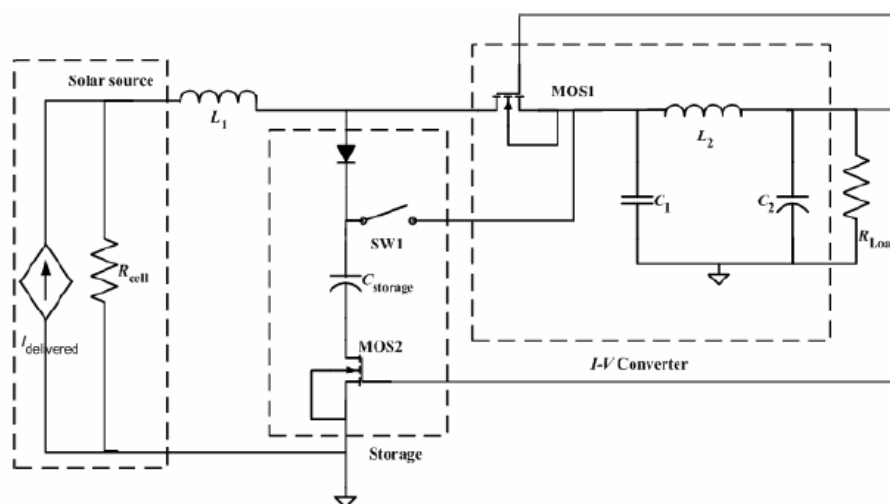 Solar source
L1
MOS1
L2
C1
C2
RLoa
SW1
Rcell
Cstorage
Idelivered
MOS2
I-V Converter
Storage